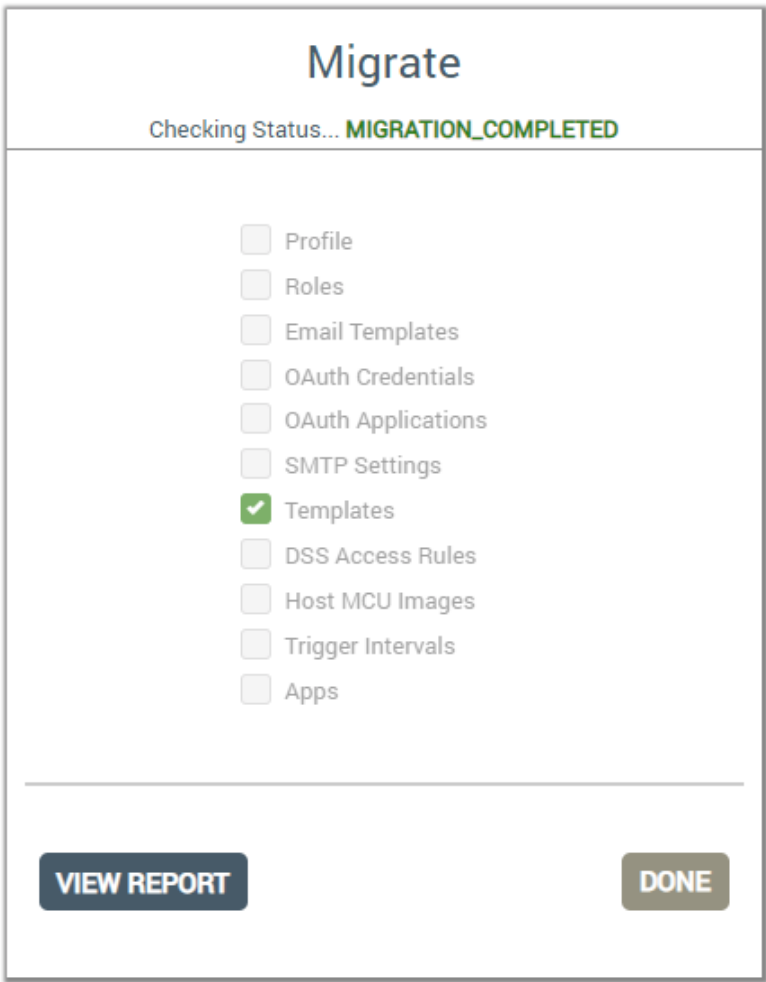 Migrate
Checking Status... MIGRATION_COMPLETED
Profile
Roles
Email Templates
OAuth Credentials
OAuth Applications
SMTP Settings
Templates
DSS Access Rules
Host MCU Images
Trigger Intervals
Apps
VIEW REPORT
DONE